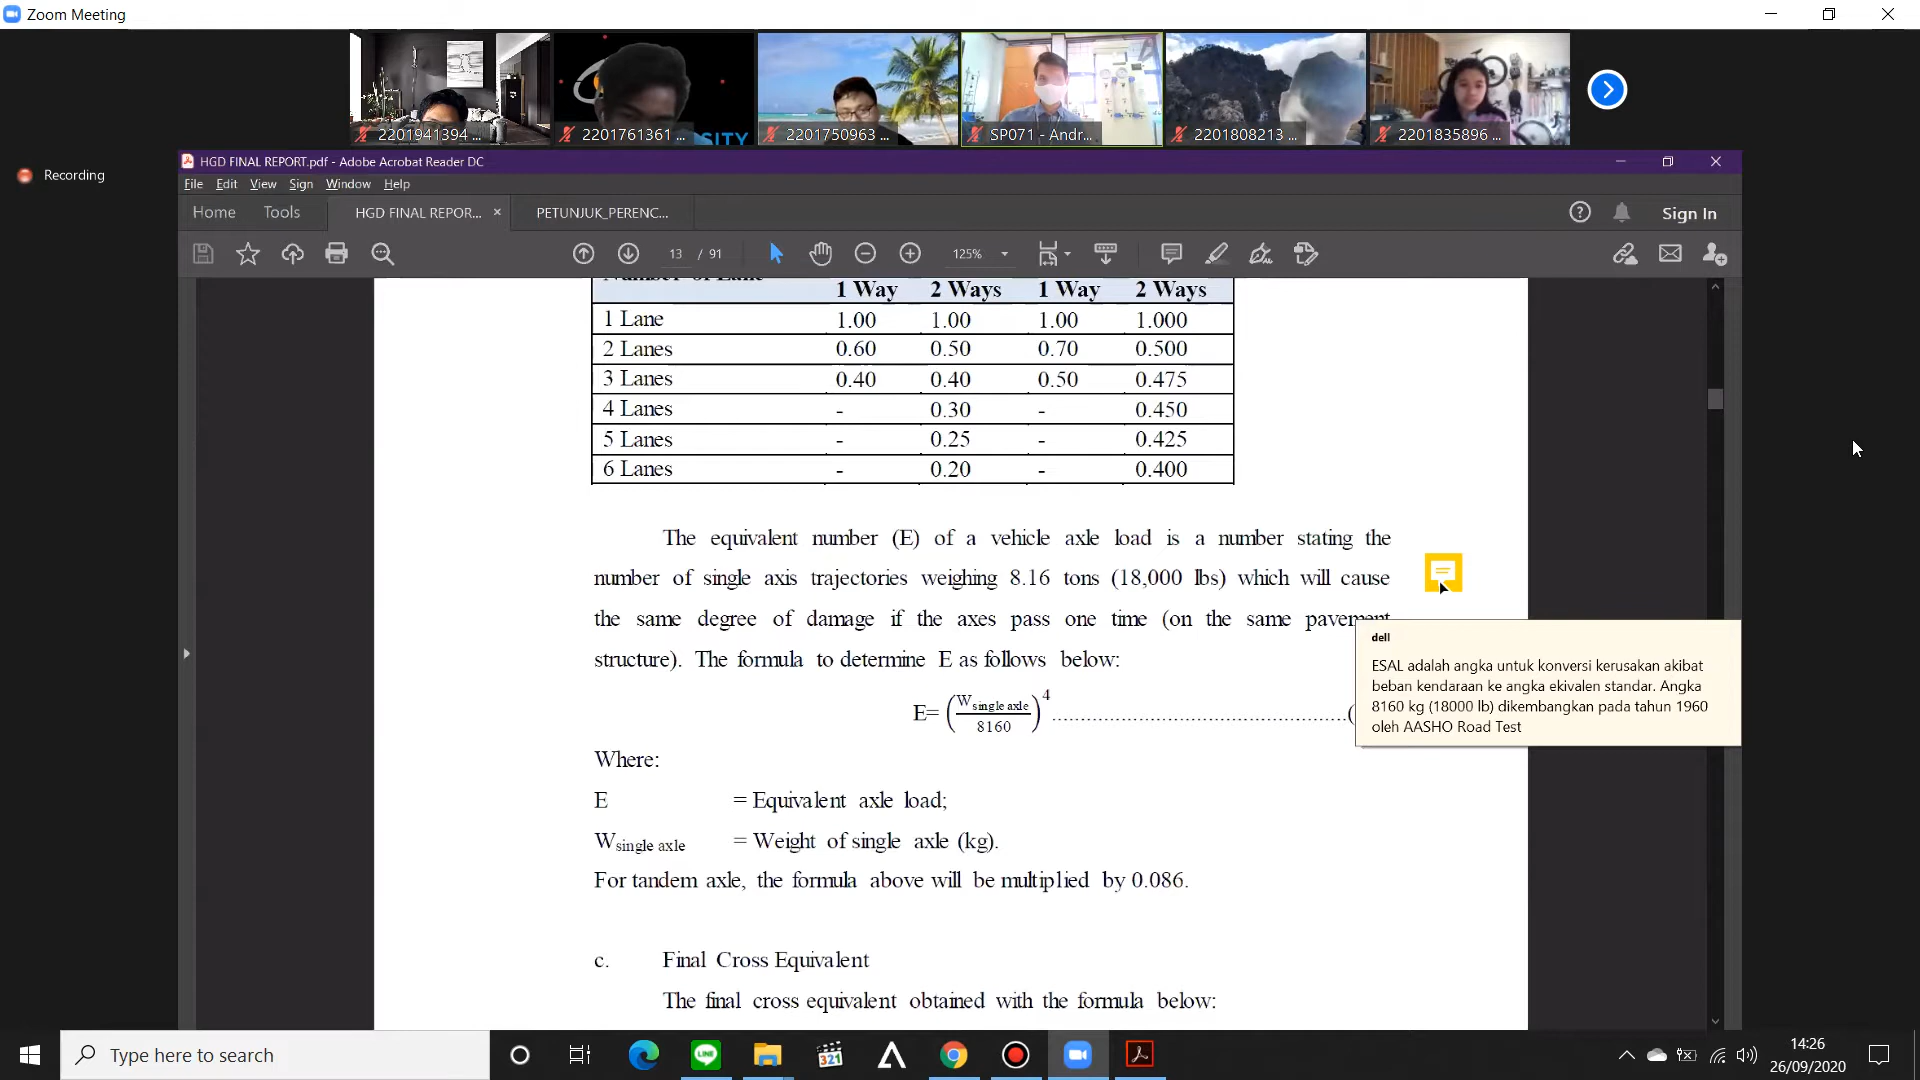 Zoom Meeting
2201941394 ...
2201761361 ...
SITY
2201750963 ...
SP071 - Andr...
2201808213 ...
2201835896 ...
Recording
HGD FINAL REPORT.pdf - Adobe Acrobat Reader DC
File Edit View Sign Window Help
Home Tools HGD FINAL REPOR... × PETUNJUK_PERENC... Sign In
13 / 91 125%
Number of Lane
1 Way 2 Ways 1 Way 2 Ways
1 Lane 1.00 1.00 1.00 1.000
2 Lanes 0.60 0.50 0.70 0.500
3 Lanes 0.40 0.40 0.50 0.475
4 Lanes - 0.30 - 0.450
5 Lanes - 0.25 - 0.425
6 Lanes - 0.20 - 0.400
The equivalent number (E) of a vehicle axle load is a number stating the
number of single axis trajectories weighing 8.16 tons (18,000 lbs) which will cause
the same degree of damage if the axes pass one time (on the same pavement
structure). The formula to determine E as follows below:
E= (W single axle / 8160)^4 ..........................................(
dell
ESAL adalah angka untuk konversi kerusakan akibat
beban kendaraan ke angka ekivalen standar. Angka
8160 kg (18000 lb) dikembangkan pada tahun 1960
oleh AASHO Road Test
Where:
E = Equivalent axle load;
W single axle = Weight of single axle (kg).
For tandem axle, the formula above will be multiplied by 0.086.
c. Final Cross Equivalent
The final cross equivalent obtained with the formula below:
Type here to search
LINE
321
14:26
26/09/2020